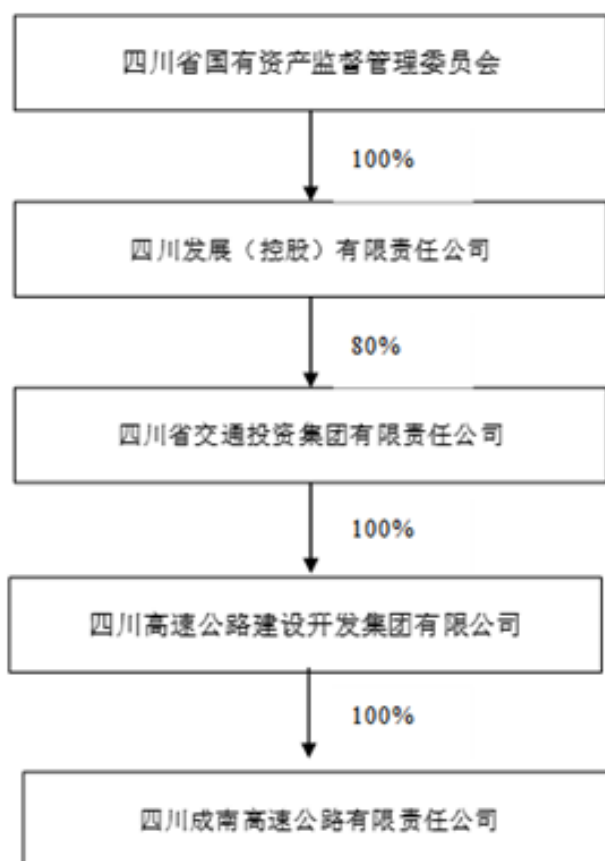 四川省国有资产监督管理委员会
100%
四川发展（控股）有限责任公司
80%
四川省交通投资集团有限责任公司
100%
四川高速公路建设开发集团有限公司
100%
四川成南高速公路有限责任公司